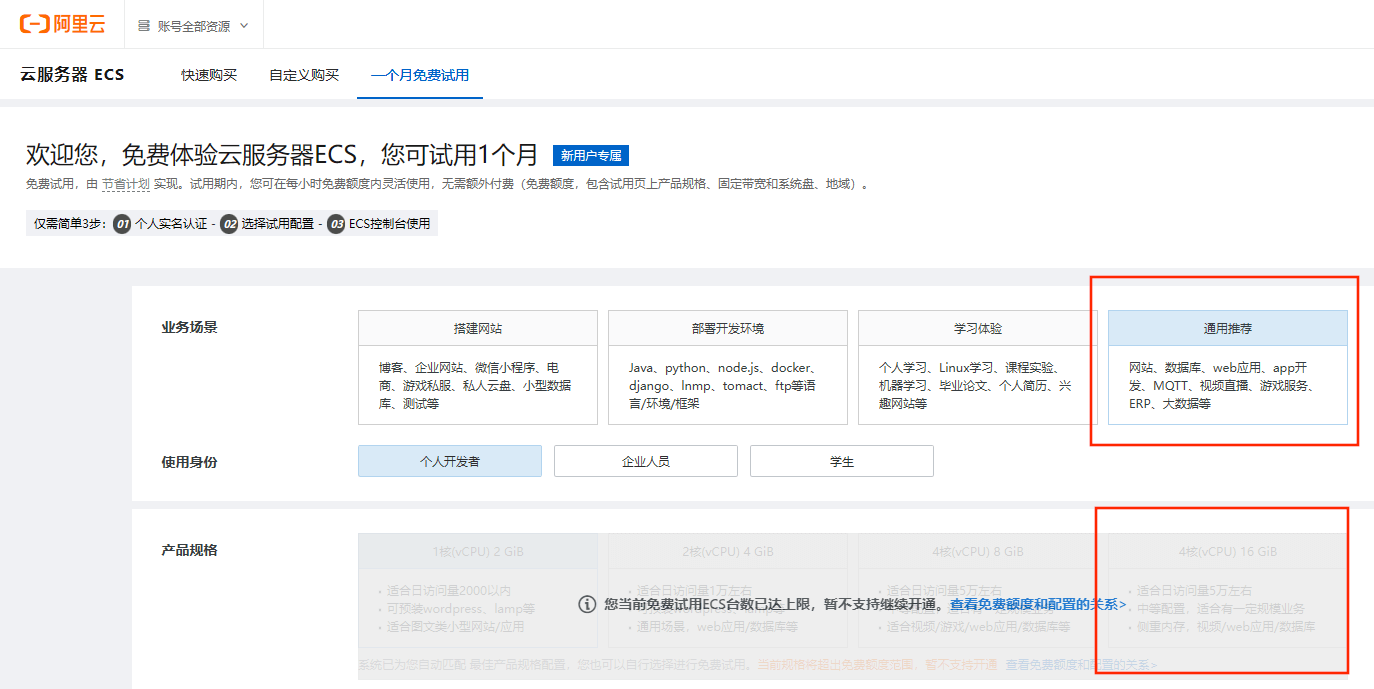 阿里云 账号全部资源
云服务器 ECS 快速购买 自定义购买 一个月免费试用
欢迎您，免费体验云服务器ECS，您可试用1个月 新用户专属
免费试用，由 节省计划 实现。试用期内，您可在每小时免费额度内灵活使用，无需额外付费（免费额度，包含试用页上产品规格、固定带宽和系统盘、地域）。
仅需简单3步： 01 个人实名认证 - 02 选择试用配置 - 03 ECS控制台使用
业务场景
搭建网站
博客、企业网站、微信小程序、电
商、游戏私服、私人云盘、小型数据
库、测试等
部署开发环境
Java、python、node.js、docker、
django、lnmp、tomact、ftp等语
言/环境/框架
学习体验
个人学习、Linux学习、课程实验、
机器学习、毕业论文、个人简历、兴
趣网站等
通用推荐
网站、数据库、web应用、app开
发、MQTT、视频直播、游戏服务、
ERP、大数据等
使用身份 个人开发者 企业人员 学生
产品规格
1核(vCPU) 2 GiB
• 适合日访问量2000以内
• 可预装wordpress、lamp等
• 适合图文类小型网站/应用
2核(vCPU) 4 GiB
• 适合日访问量1万左右
• 通用场景，web应用/数据库等
4核(vCPU) 8 GiB
• 适合日访问量5万左右
• 适合视频/游戏/web应用/数据库等
4核(vCPU) 16 GiB
• 适合日访问量5万左右
• 中等配置，适合有一定规模业务
• 侧重内存，视频/web应用/数据库
您当前免费试用ECS台数已达上限，暂不支持继续开通。查看免费额度和配置的关系>
系统已为您自动匹配 最佳产品规格配置，您也可以自行选择进行免费试用。当前规格将超出免费额度范围，暂不支持开通 查看免费额度和配置的关系>